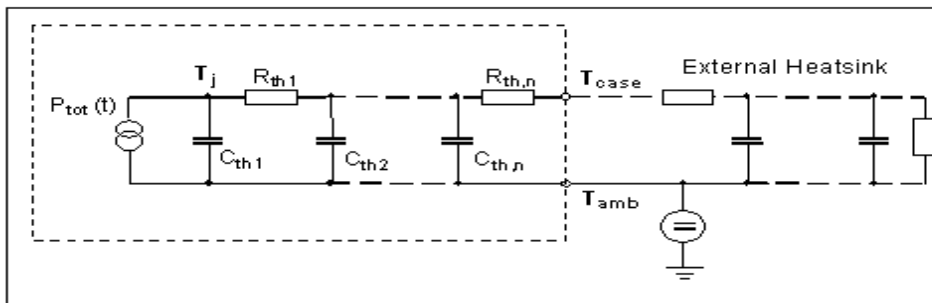 T_j R_th1 R_th,n T_case External Heatsink
P_tot (t)
C_th1 C_th2 C_th,n
T_amb